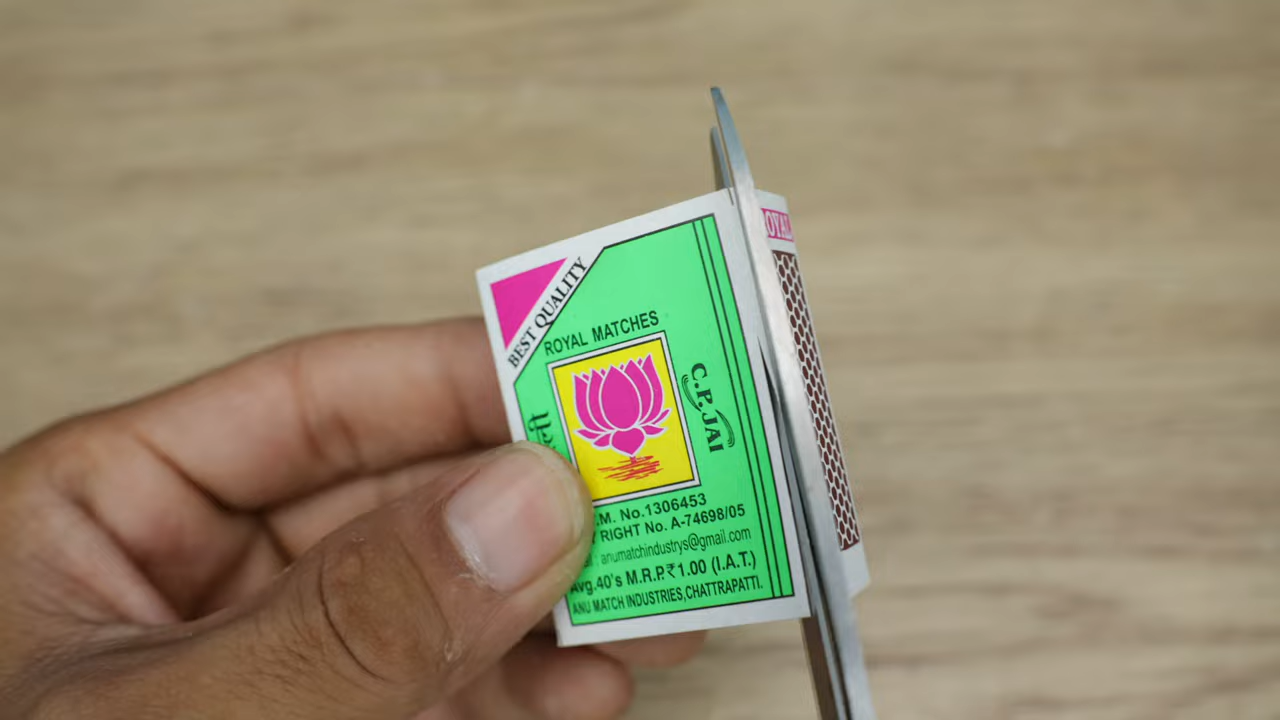 BEST QUALITY
ROYAL MATCHES
C.P. JAI
.M. No.1306453
RIGHT No. A-74698/05
anumatchindustrys@gmail.com
Avg.40's M.R.P.₹1.00 (I.A.T.)
ANU MATCH INDUSTRIES,CHATTRAPATTI.
OYAL